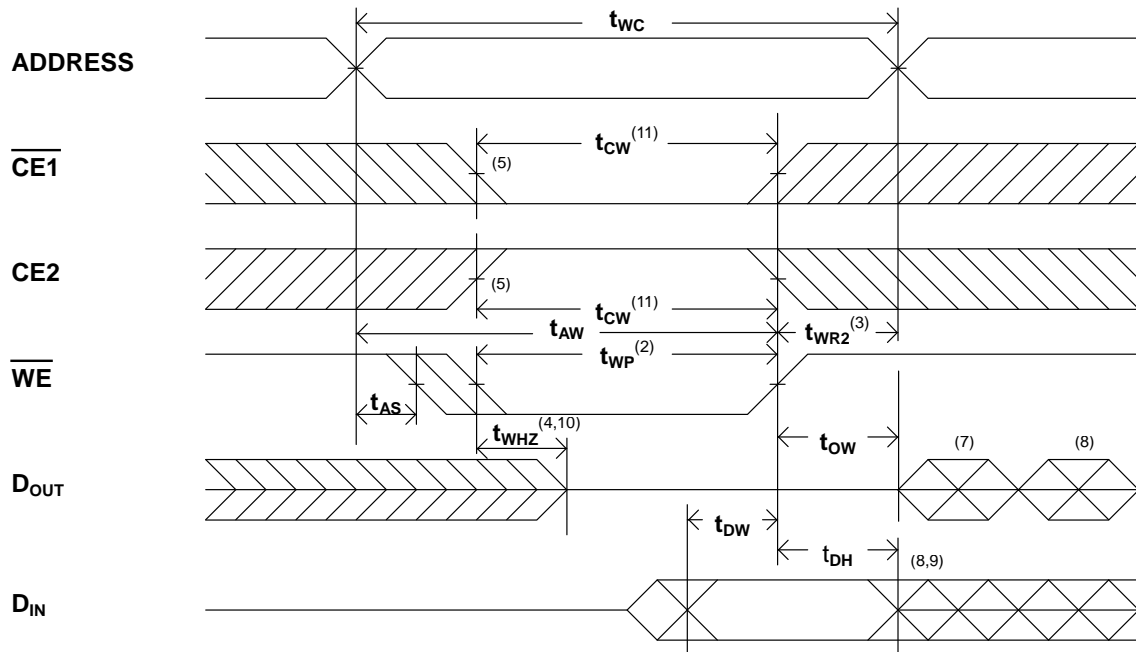 tWC
ADDRESS
CE1
(5)
tCW(11)
CE2
(5)
tCW(11)
tAW
tWR2(3)
WE
tWP(2)
tAS
tWHZ(4,10)
tOW
(7)
(8)
DOUT
tDW
tDH
(8,9)
DIN